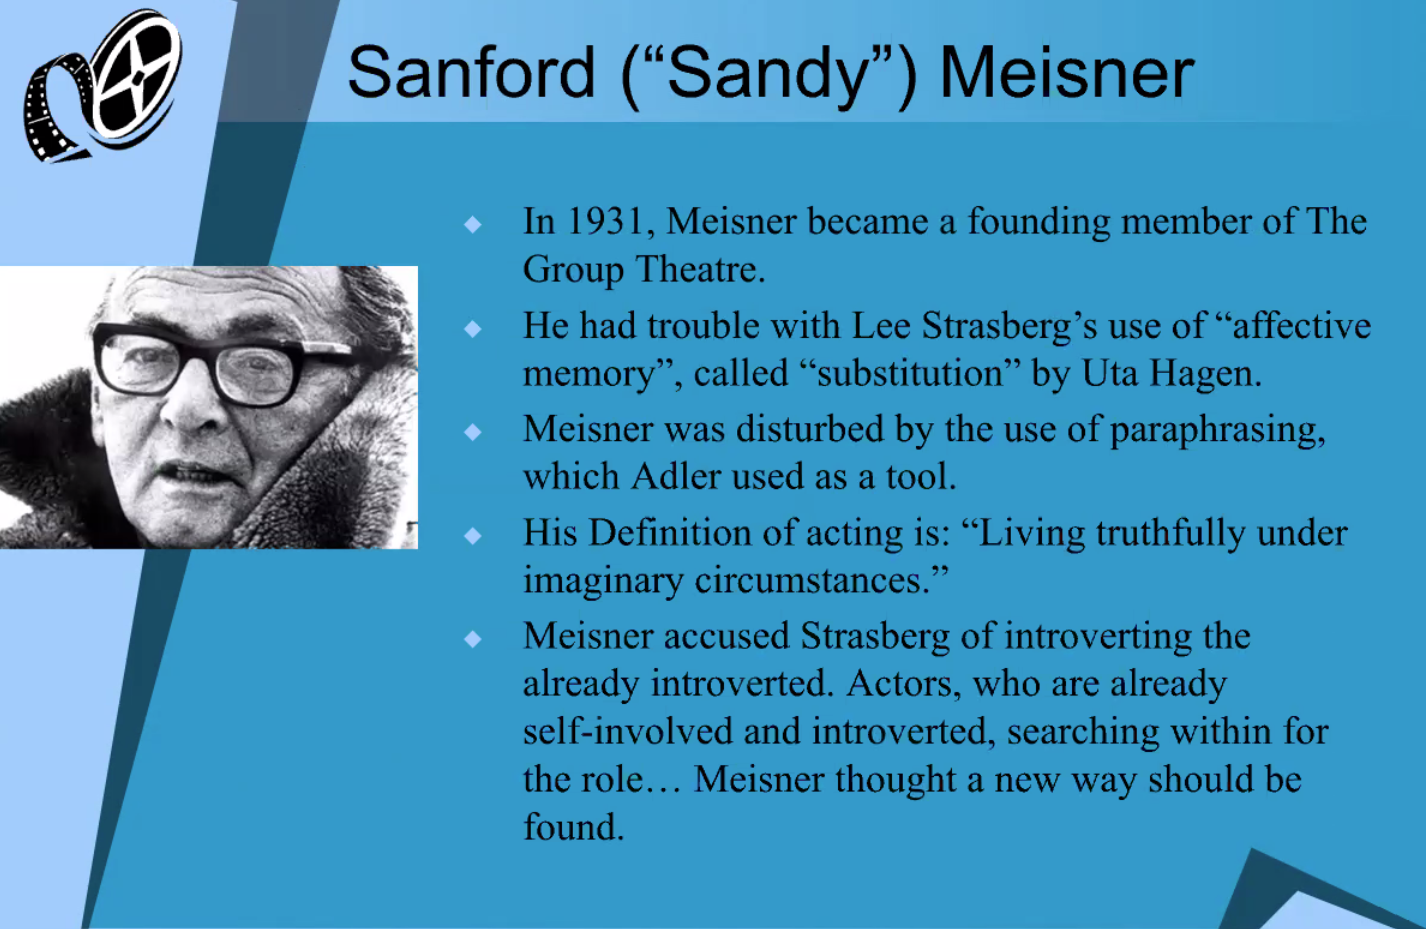 Sanford (“Sandy”) Meisner
In 1931, Meisner became a founding member of The
Group Theatre.
He had trouble with Lee Strasberg’s use of “affective
memory”, called “substitution” by Uta Hagen.
Meisner was disturbed by the use of paraphrasing,
which Adler used as a tool.
His Definition of acting is: “Living truthfully under
imaginary circumstances.”
Meisner accused Strasberg of introverting the
already introverted. Actors, who are already
self-involved and introverted, searching within for
the role… Meisner thought a new way should be
found.